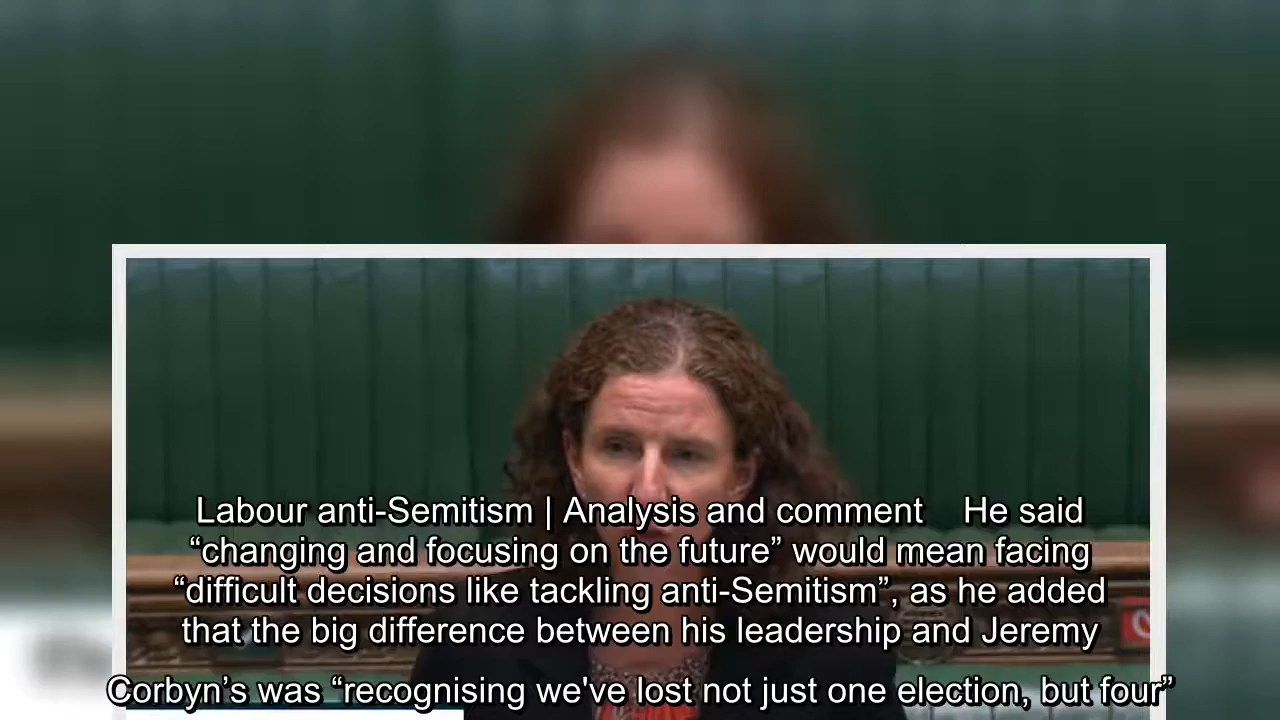 Labour anti-Semitism | Analysis and comment    He said
“changing and focusing on the future” would mean facing
“difficult decisions like tackling anti-Semitism”, as he added
that the big difference between his leadership and Jeremy
Corbyn’s was “recognising we've lost not just one election, but four”